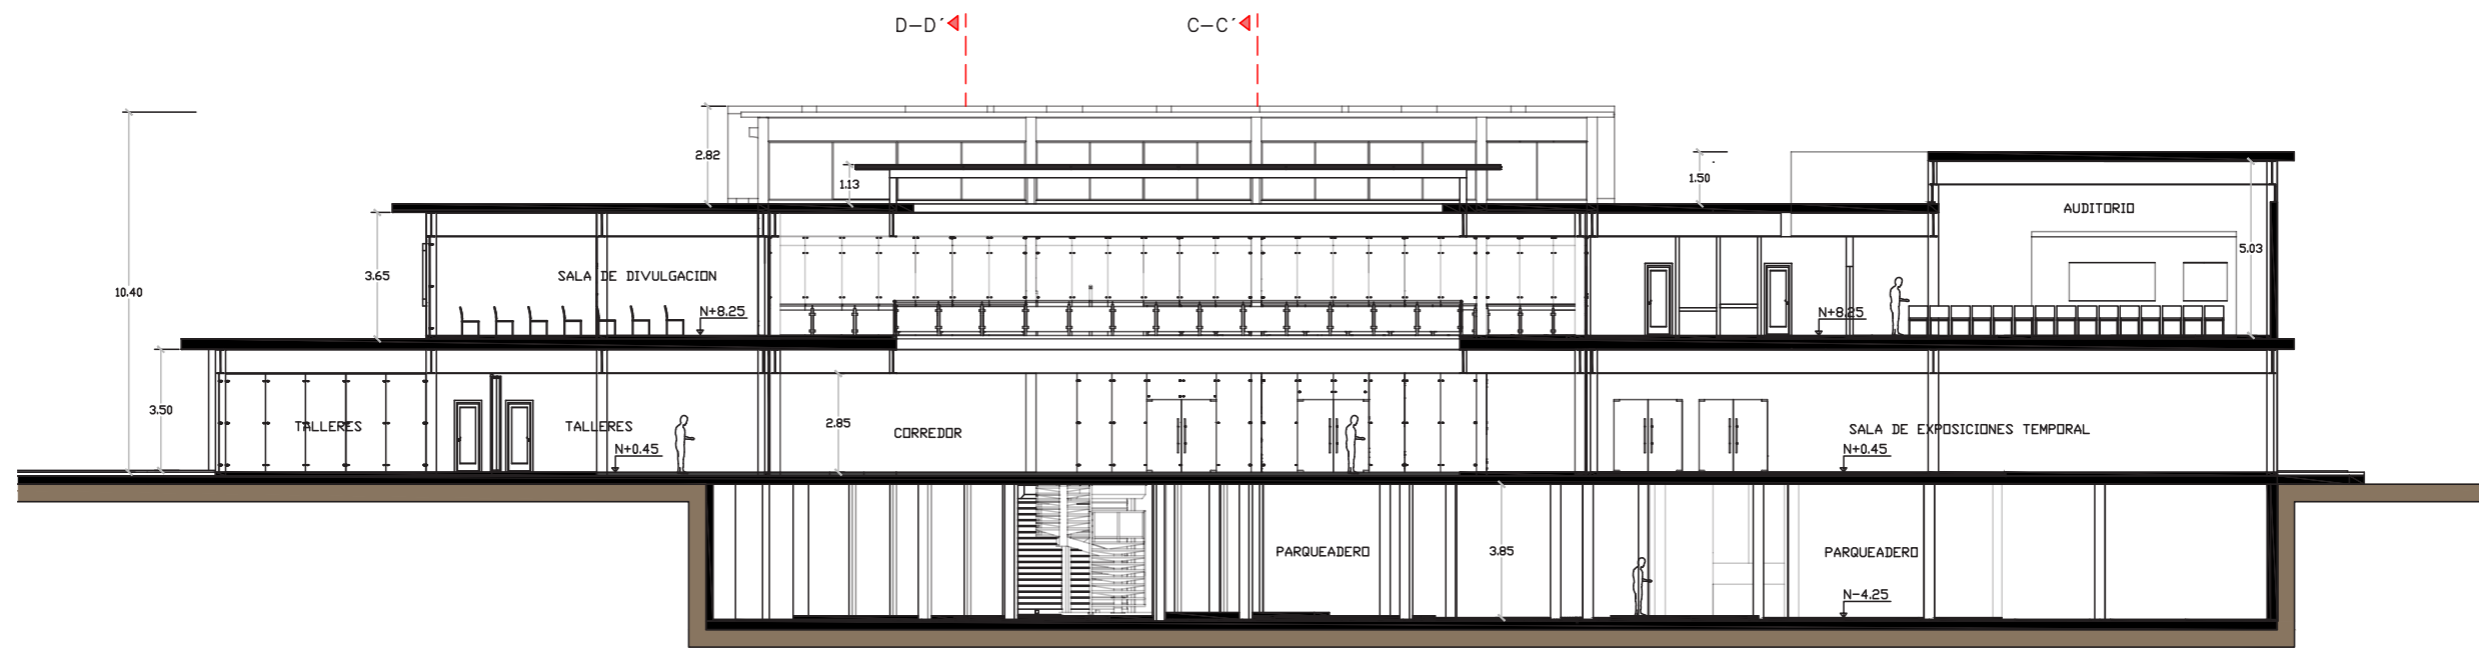 D-D´
C-C´
2.82
1.13
1.50
AUDITORIO
3.65
SALA DE DIVULGACION
5.03
10.40
N+8.25
N+8.25
3.50
2.85
TALLERES
TALLERES
CORREDOR
SALA DE EXPOSICIONES TEMPORAL
N+0.45
N+0.45
PARQUEADERO
3.85
PARQUEADERO
N-4.25